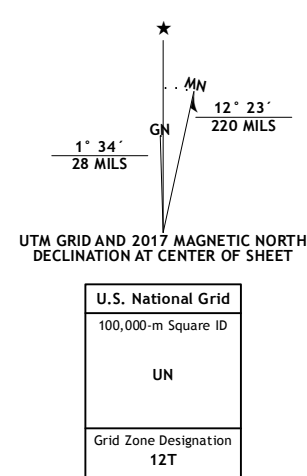 ★
MN
GN
12° 23´
220 MILS
1° 34´
28 MILS
UTM GRID AND 2017 MAGNETIC NORTH
DECLINATION AT CENTER OF SHEET
U.S. National Grid
100,000-m Square ID
UN
Grid Zone Designation
12T